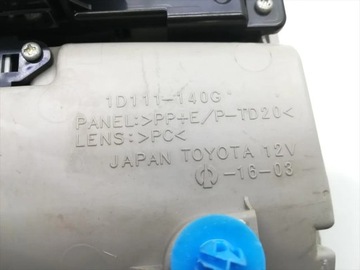 1D111-140G
PANEL:>PP+E/P-TD20<
LENS:>PC<
JAPAN TOYOTA 12V
-16-03